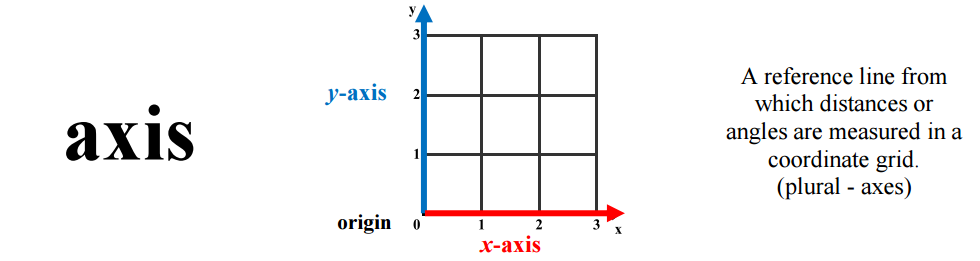 axis
y
3
y-axis 2
1
origin 0 1 2 3 x
x-axis
A reference line from
which distances or
angles are measured in a
coordinate grid.
(plural - axes)